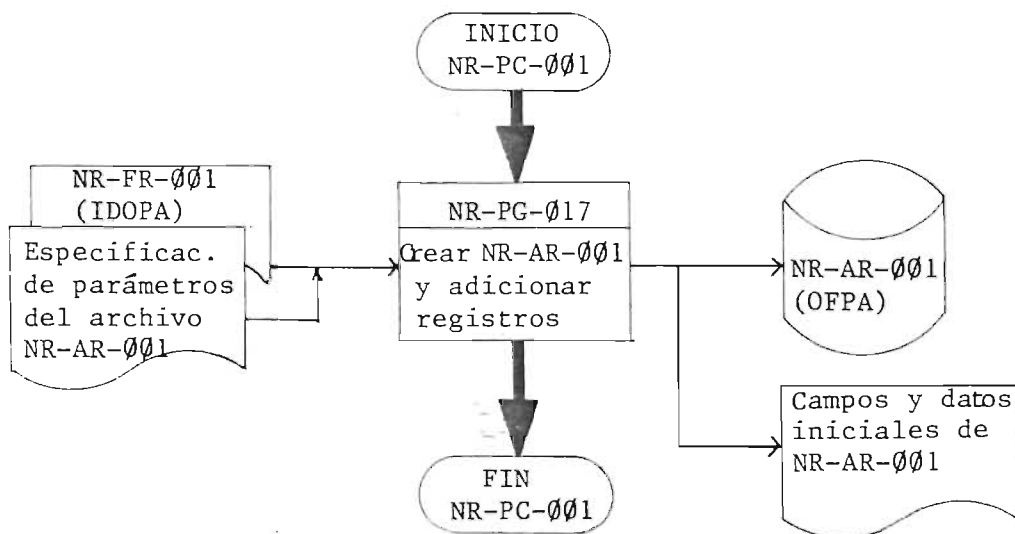 INICIO
NR-PC-ØØ1
NR-FR-ØØ1
(IDOPA)
Especificac.
de parámetros
del archivo
NR-AR-ØØ1
NR-PG-Ø17
Crear NR-AR-ØØ1
y adicionar
registros
NR-AR-ØØ1
(OFPA)
Campos y datos
iniciales de
NR-AR-ØØ1
FIN
NR-PC-ØØ1